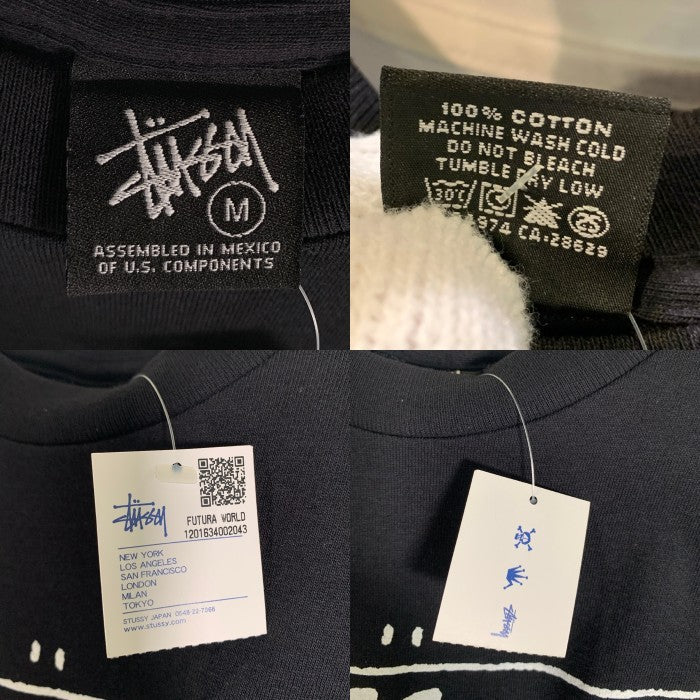 STÜSSY
M
ASSEMBLED IN MEXICO
OF U.S. COMPONENTS
100% COTTON
MACHINE WASH COLD
DO NOT BLEACH
TUMBLE DRY LOW
30°
874 CA:28629
STÜSSY
FUTURA WORLD
1201634002043
NEW YORK
LOS ANGELES
SAN FRANCISCO
LONDON
MILAN
TOKYO
STUSSY JAPAN 0548-22-7366
www.stussy.com
STÜSSY